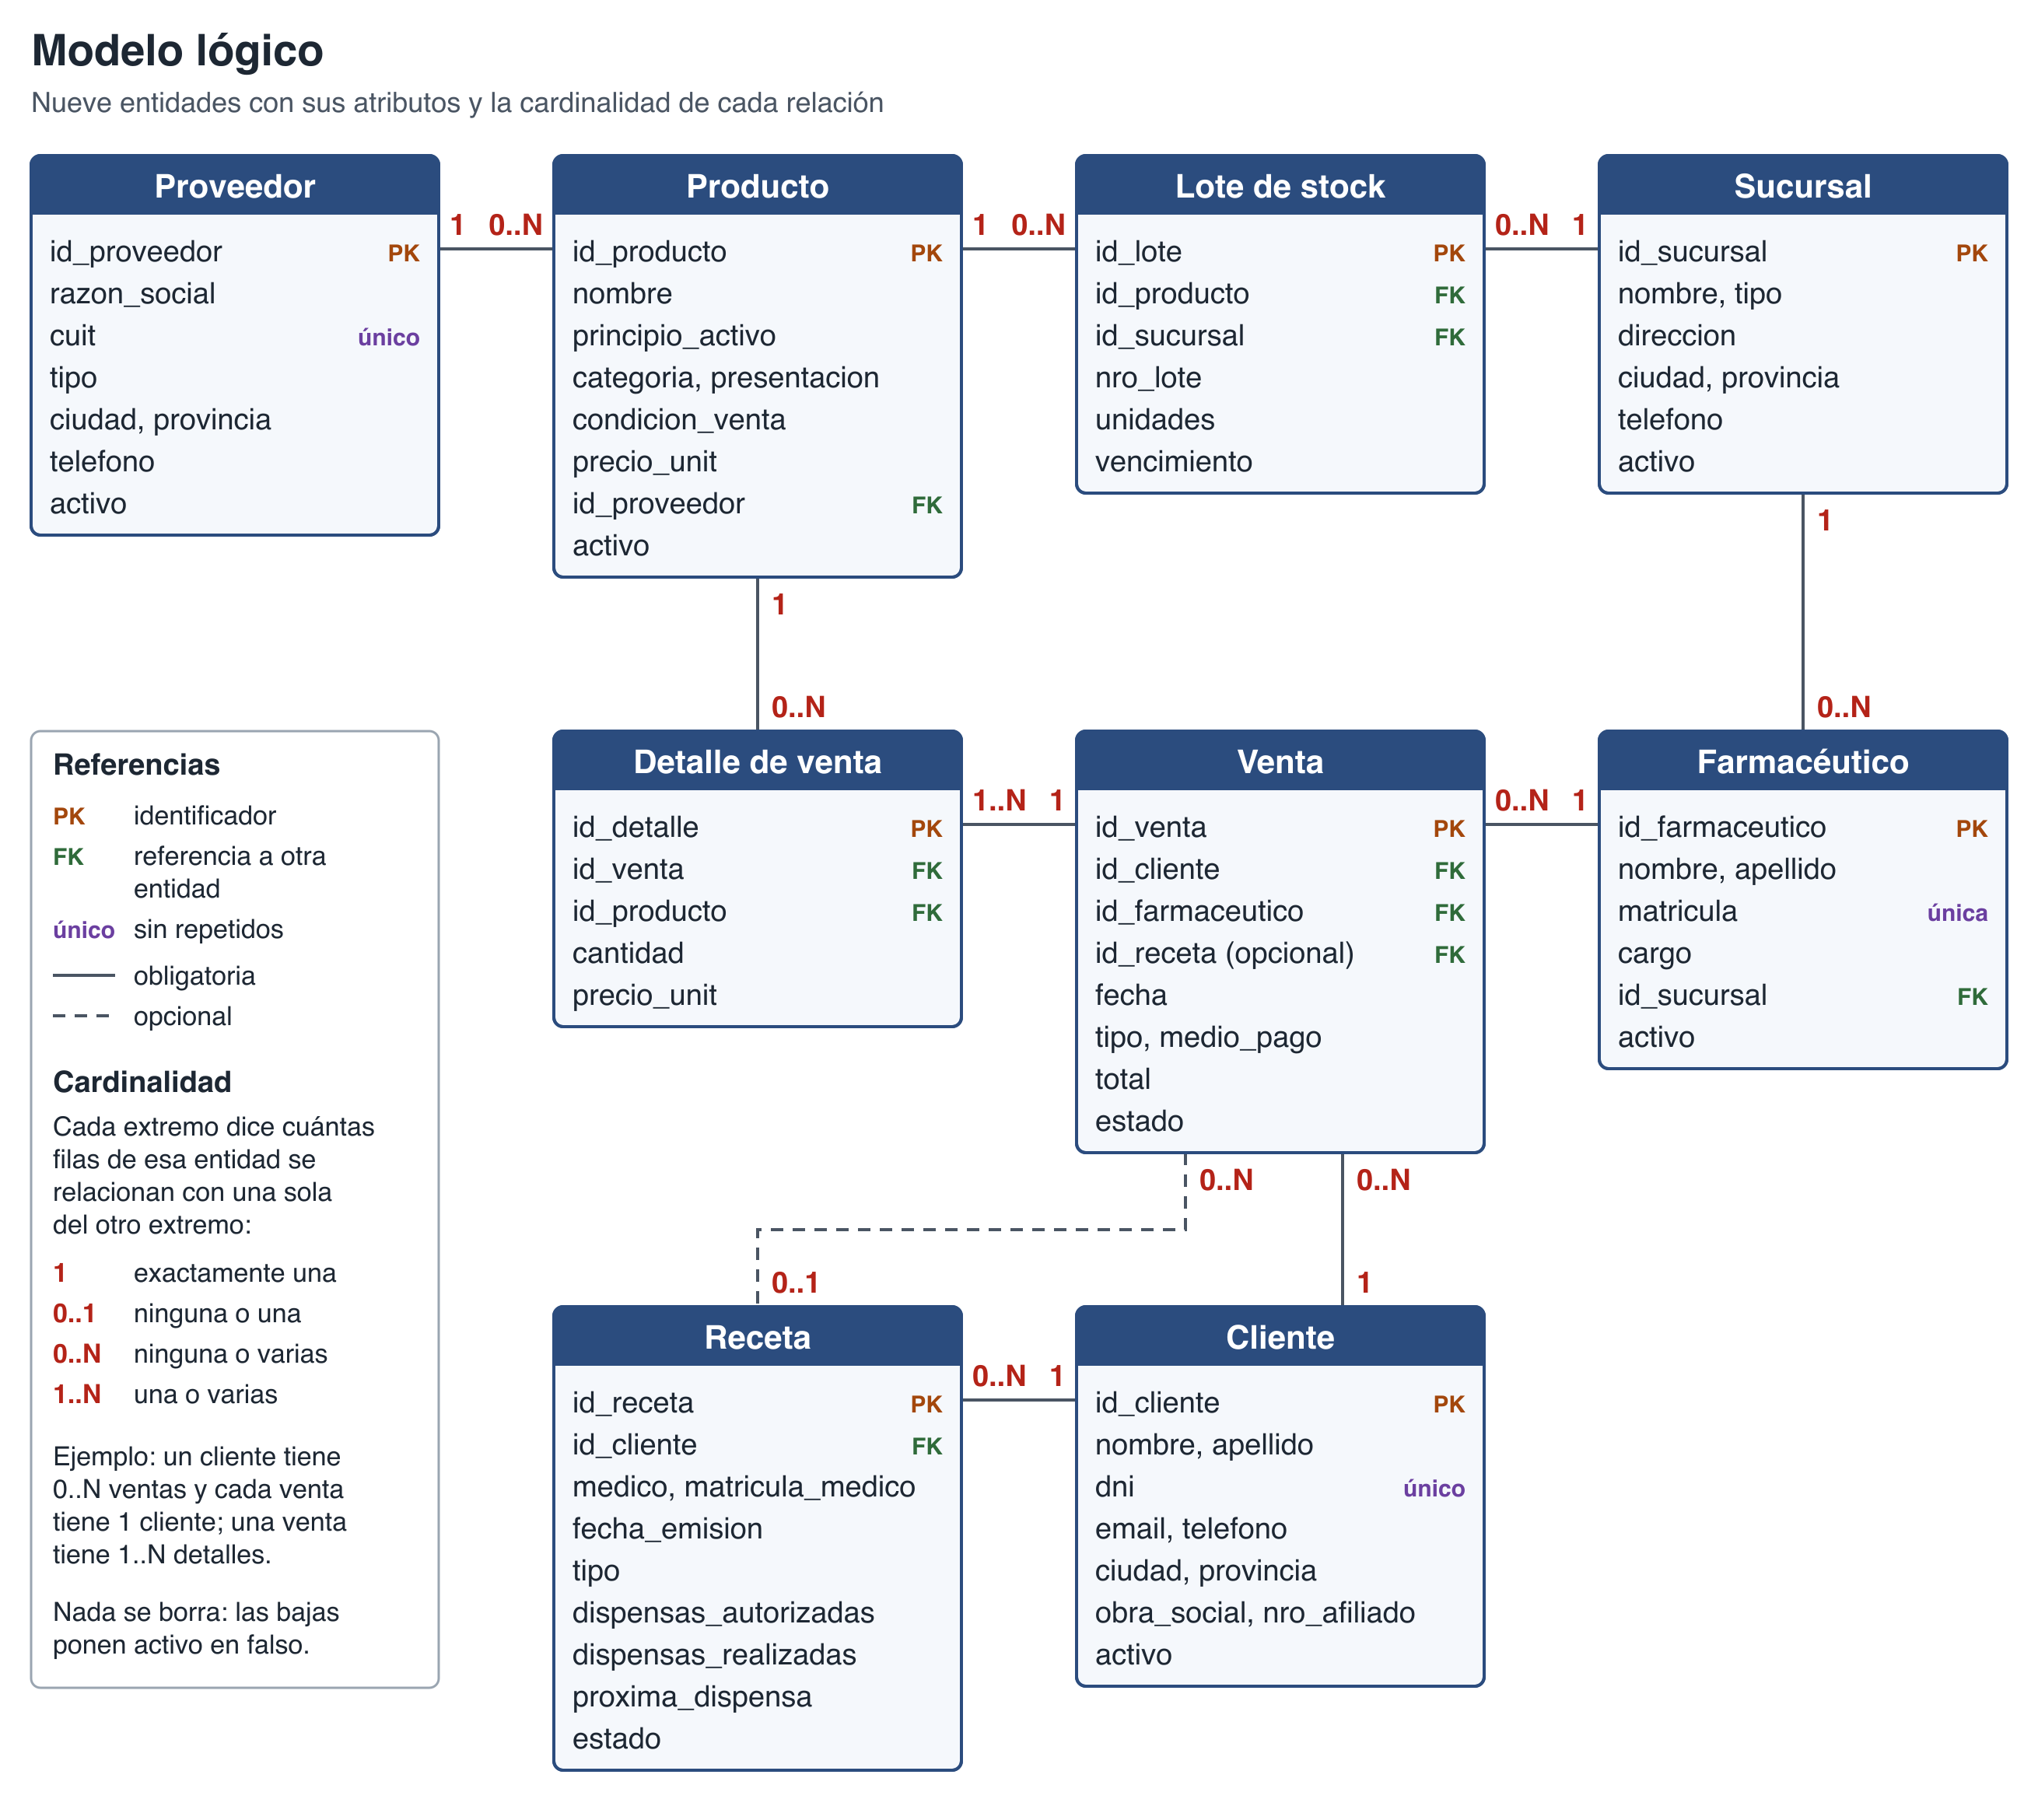 Modelo lógico
Nueve entidades con sus atributos y la cardinalidad de cada relación
Proveedor
id_proveedor PK
razon_social
cuit único
tipo
ciudad, provincia
telefono
activo
1 0..N
Producto
id_producto PK
nombre
principio_activo
categoria, presentacion
condicion_venta
precio_unit
id_proveedor FK
activo
1 0..N
Lote de stock
id_lote PK
id_producto FK
id_sucursal FK
nro_lote
unidades
vencimiento
0..N 1
Sucursal
id_sucursal PK
nombre, tipo
direccion
ciudad, provincia
telefono
activo
1
0..N
1
0..N
Referencias
PK identificador
FK referencia a otra
entidad
único sin repetidos
obligatoria
opcional
Cardinalidad
Cada extremo dice cuántas
filas de esa entidad se
relacionan con una sola
del otro extremo:
1 exactamente una
0..1 ninguna o una
0..N ninguna o varias
1..N una o varias
Ejemplo: un cliente tiene
0..N ventas y cada venta
tiene 1 cliente; una venta
tiene 1..N detalles.
Nada se borra: las bajas
ponen activo en falso.
Detalle de venta
id_detalle PK
id_venta FK
id_producto FK
cantidad
precio_unit
1..N 1
Venta
id_venta PK
id_cliente FK
id_farmaceutico FK
id_receta (opcional) FK
fecha
tipo, medio_pago
total
estado
0..N 1
Farmacéutico
id_farmaceutico PK
nombre, apellido
matricula única
cargo
id_sucursal FK
activo
0..N 0..N
0..1 1
Receta
id_receta PK
id_cliente FK
medico, matricula_medico
fecha_emision
tipo
dispensas_autorizadas
dispensas_realizadas
proxima_dispensa
estado
0..N 1
Cliente
id_cliente PK
nombre, apellido
dni único
email, telefono
ciudad, provincia
obra_social, nro_afiliado
activo